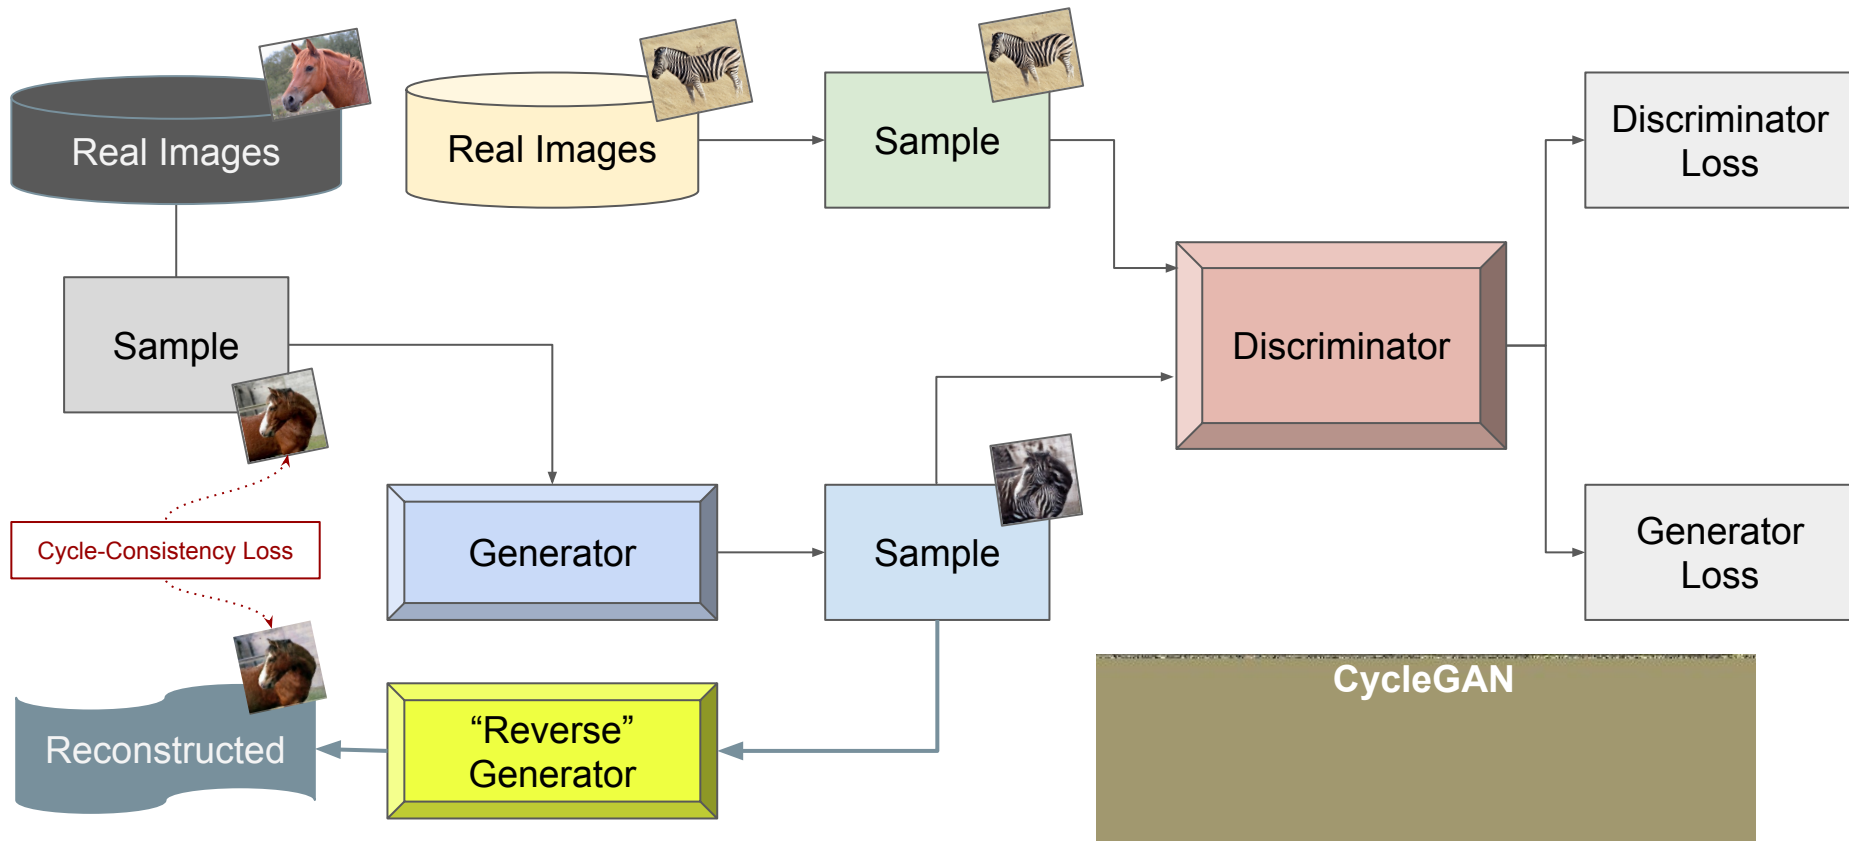 Real Images
Real Images
Sample
Discriminator
Loss
Sample
Discriminator
Cycle-Consistency Loss
Generator
Sample
Generator
Loss
Reconstructed
“Reverse”
Generator
CycleGAN